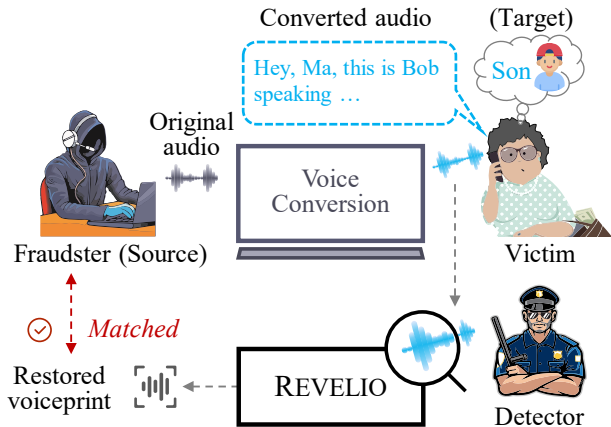 Converted audio
(Target)
Hey, Ma, this is Bob
speaking …
Son
Original
audio
Voice
Conversion
Fraudster (Source)
Victim
Matched
Restored
voiceprint
REVELIO
Detector